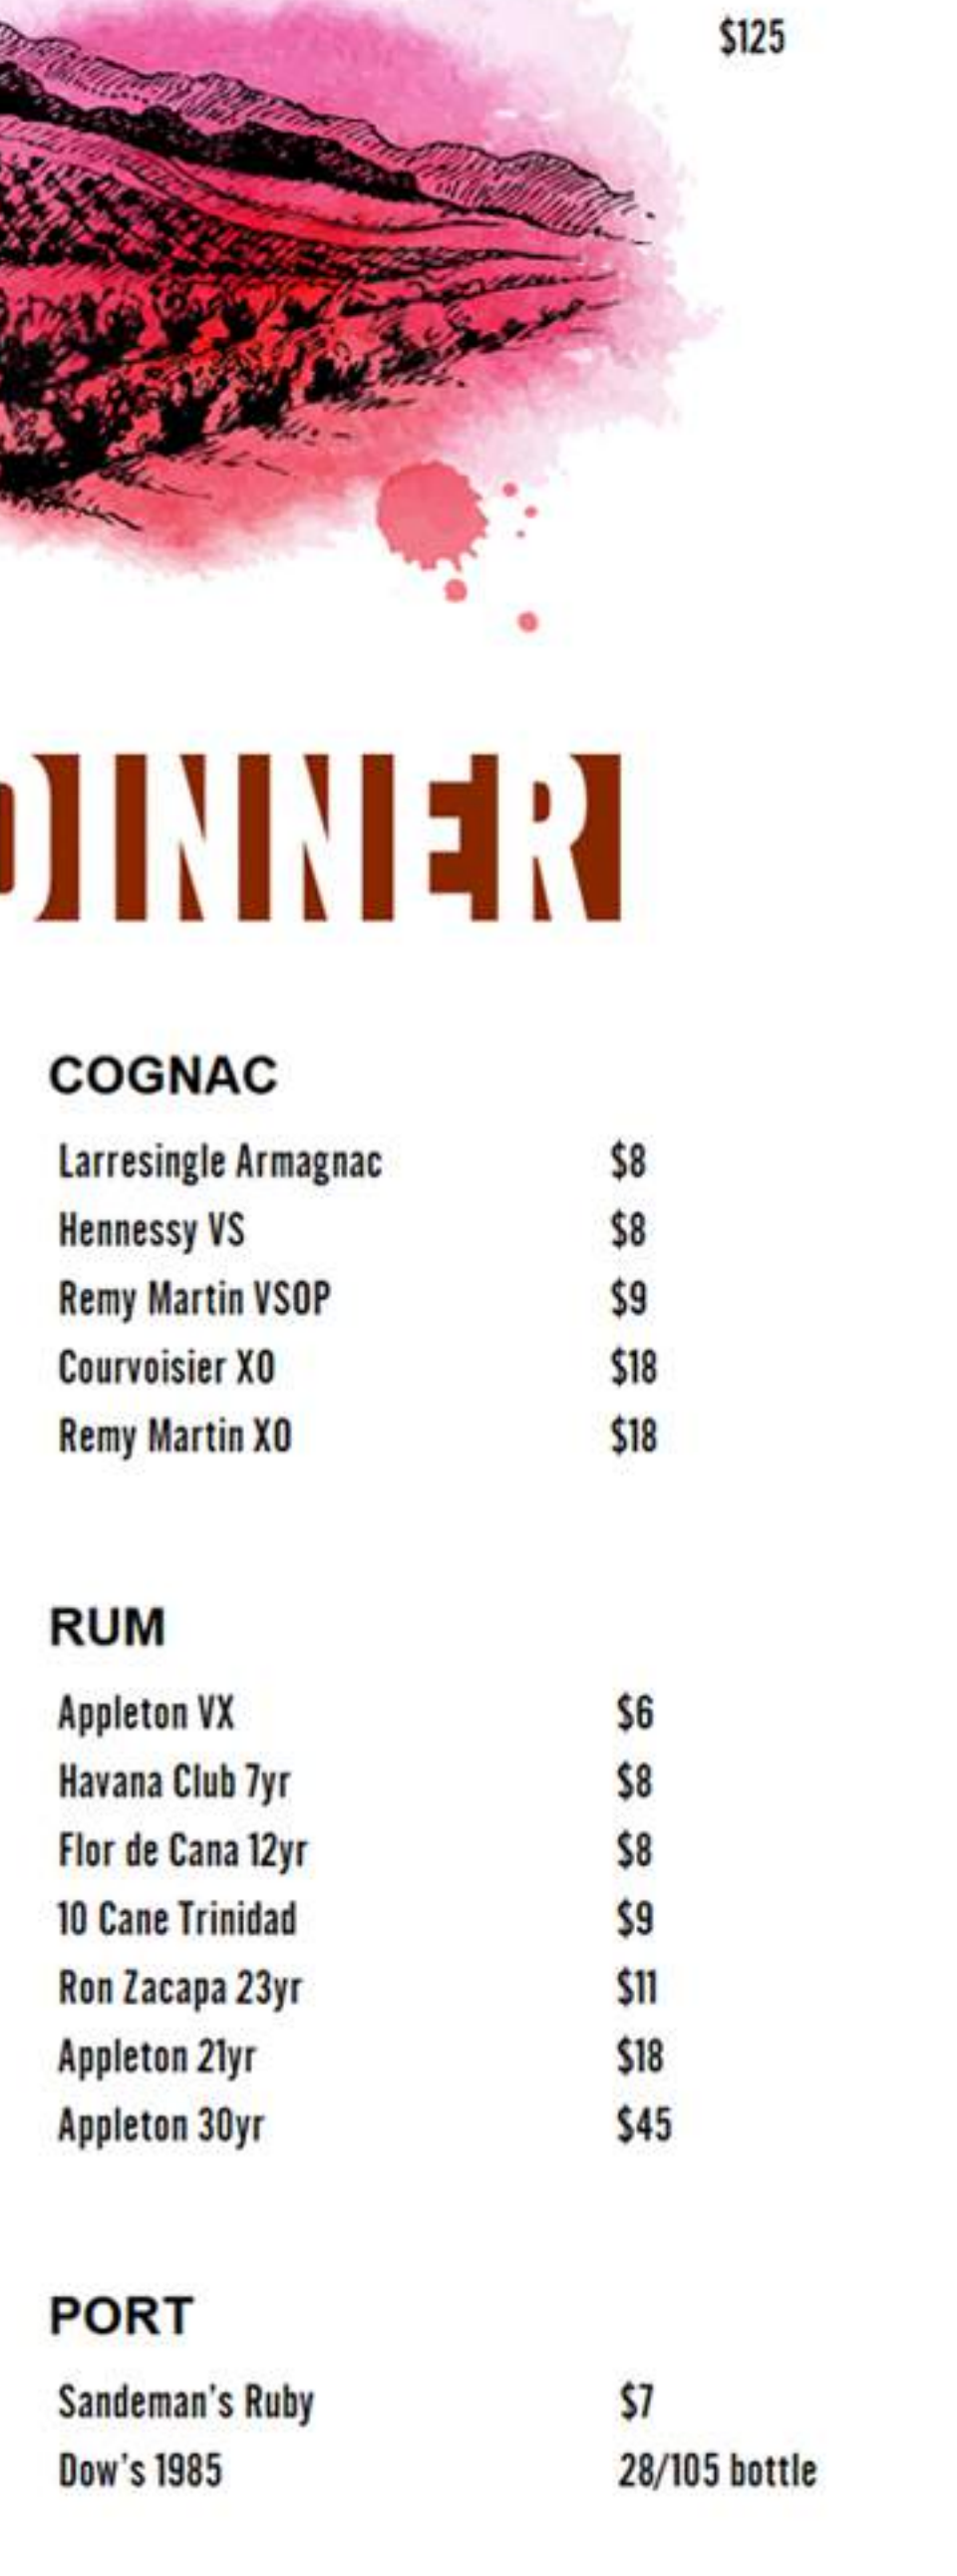 $125
DINNER
COGNAC
Larresingle Armagnac $8
Hennessy VS $8
Remy Martin VSOP $9
Courvoisier XO $18
Remy Martin XO $18
RUM
Appleton VX $6
Havana Club 7yr $8
Flor de Cana 12yr $8
10 Cane Trinidad $9
Ron Zacapa 23yr $11
Appleton 21yr $18
Appleton 30yr $45
PORT
Sandeman's Ruby $7
Dow's 1985 28/105 bottle